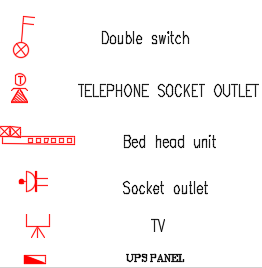 Double switch
T
TELEPHONE SOCKET OUTLET
Bed head unit
Socket outlet
TV
UPS PANEL